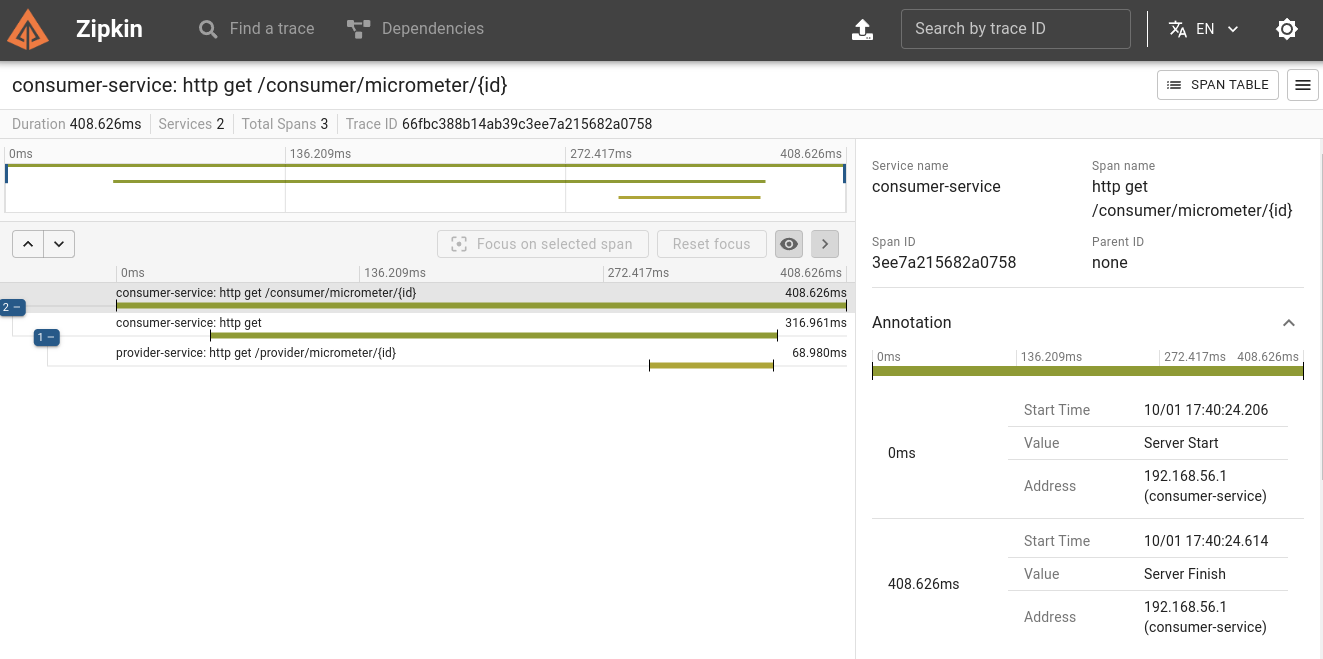 Zipkin
Find a trace
Dependencies
Search by trace ID
EN
consumer-service: http get /consumer/micrometer/{id}
SPAN TABLE
Duration 408.626ms
Services 2
Total Spans 3
Trace ID 66fbc388b14ab39c3ee7a215682a0758
0ms 136.209ms 272.417ms 408.626ms
Focus on selected span
Reset focus
0ms 136.209ms 272.417ms 408.626ms
consumer-service: http get /consumer/micrometer/{id} 408.626ms
2 −
consumer-service: http get 316.961ms
1 −
provider-service: http get /provider/micrometer/{id} 68.980ms
Service name
consumer-service
Span name
http get
/consumer/micrometer/{id}
Span ID
3ee7a215682a0758
Parent ID
none
Annotation
0ms 136.209ms 272.417ms 408.626ms
0ms
Start Time 10/01 17:40:24.206
Value Server Start
Address 192.168.56.1
(consumer-service)
408.626ms
Start Time 10/01 17:40:24.614
Value Server Finish
Address 192.168.56.1
(consumer-service)